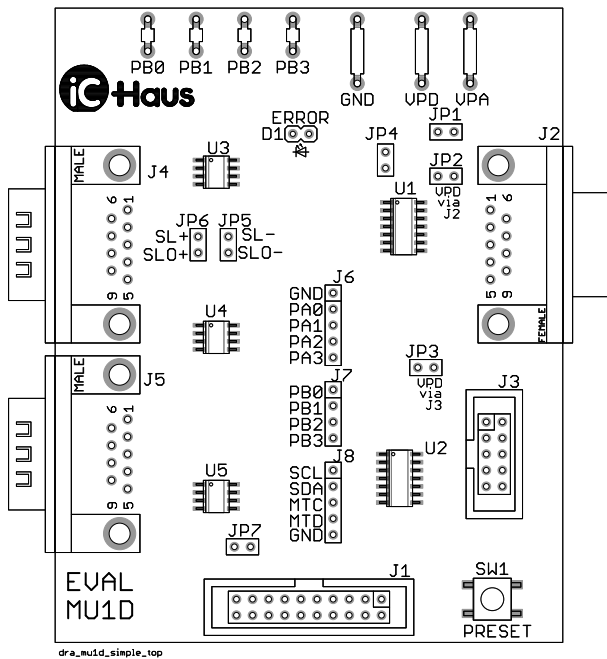 PB0 PB1 PB2 PB3
GND VPD VPA
iC Haus
ERROR
D1
JP1
JP4
J2
U3
JP2
MALE
J4
U1
VPD
via
J2
6 1
1 6
JP6 JP5
SL+ SL-
SLO+ SLO-
9 5
5 9
J6
GND
PA0
PA1
PA2
PA3
U4
FEMALE
MALE
J5
JP3
VPD
via
J3
J7
PB0
PB1
PB2
PB3
J3
6 1
9 5
J8
SCL
SDA
MTC
MTD
GND
U2
U5
JP7
EVAL
MU1D
J1
SW1
PRESET
dra_mu1d_simple_top